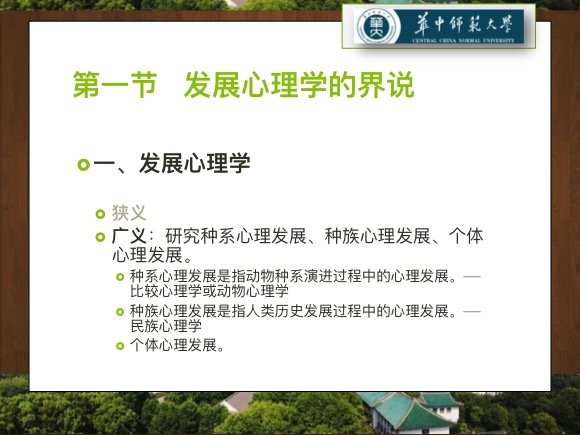 華中師範大學
CENTRAL CHINA NORMAL UNIVERSITY
第一节 发展心理学的界说
一、发展心理学
狭义
广义：研究种系心理发展、种族心理发展、个体
心理发展。
种系心理发展是指动物种系演进过程中的心理发展。—
比较心理学或动物心理学
种族心理发展是指人类历史发展过程中的心理发展。—
民族心理学
个体心理发展。